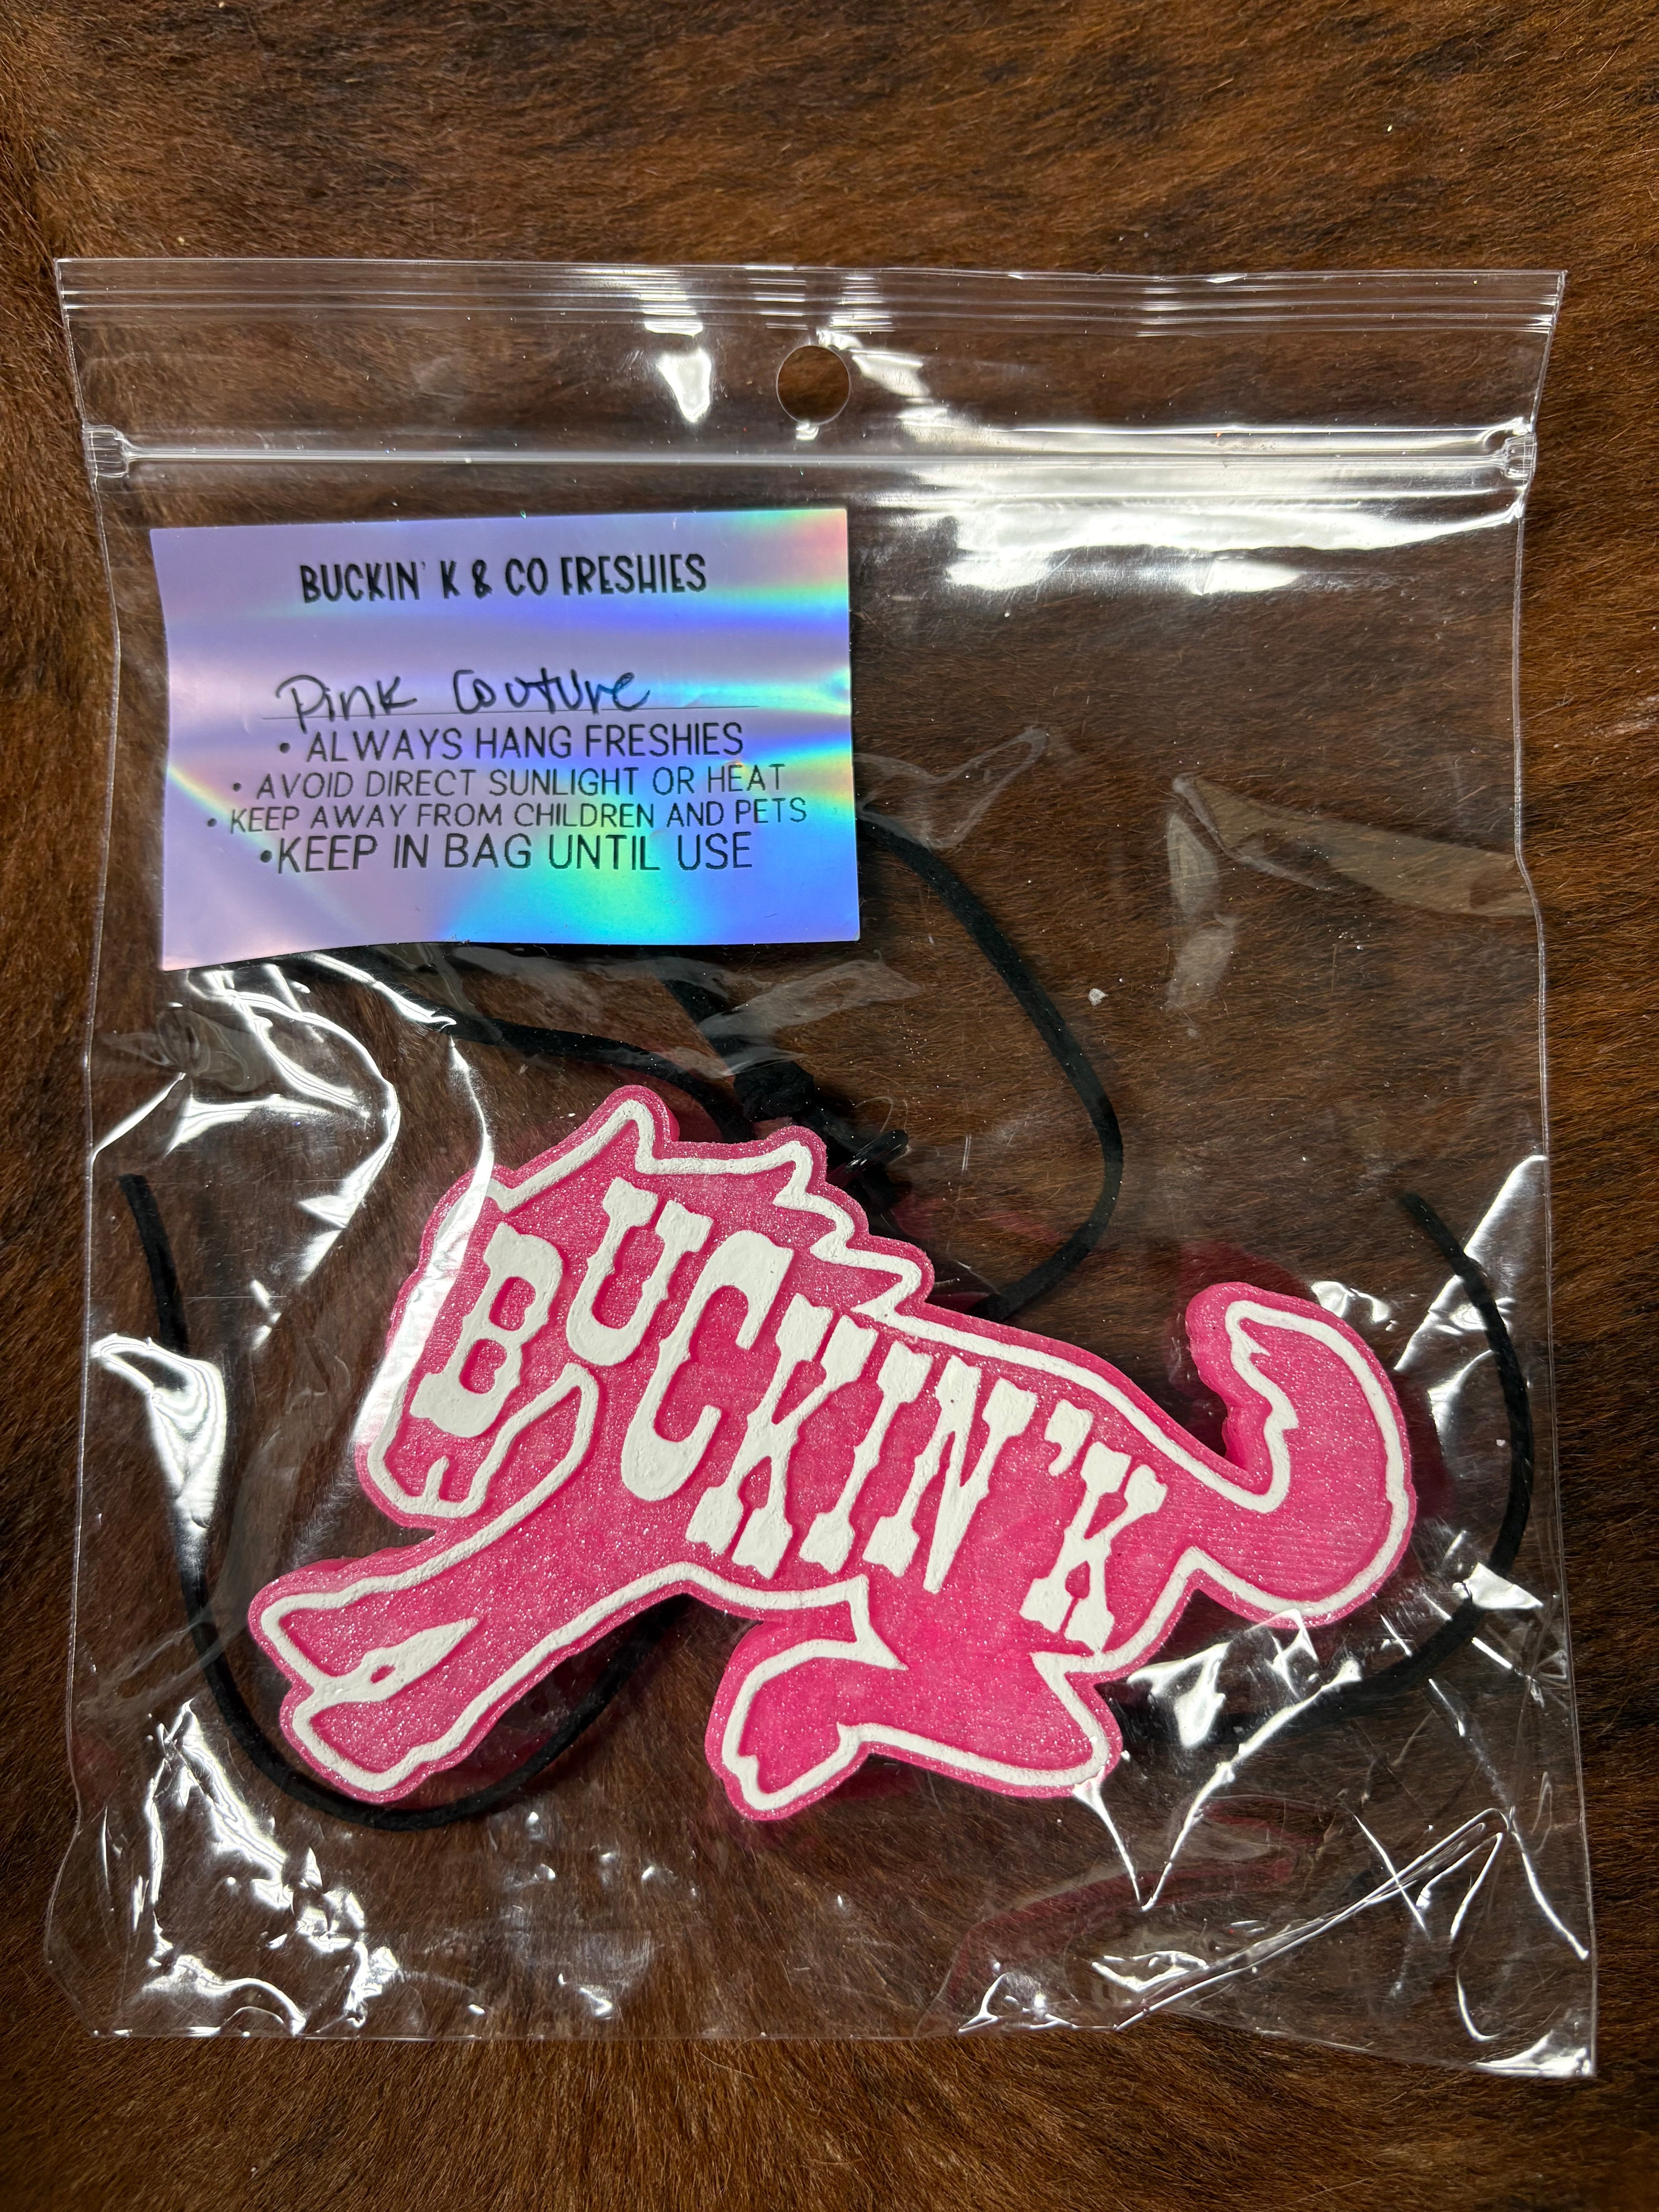 BUCKIN' K & CO FRESHIES
Pink Couture
• ALWAYS HANG FRESHIES
• AVOID DIRECT SUNLIGHT OR HEAT
• KEEP AWAY FROM CHILDREN AND PETS
•KEEP IN BAG UNTIL USE
BUCKIN'K